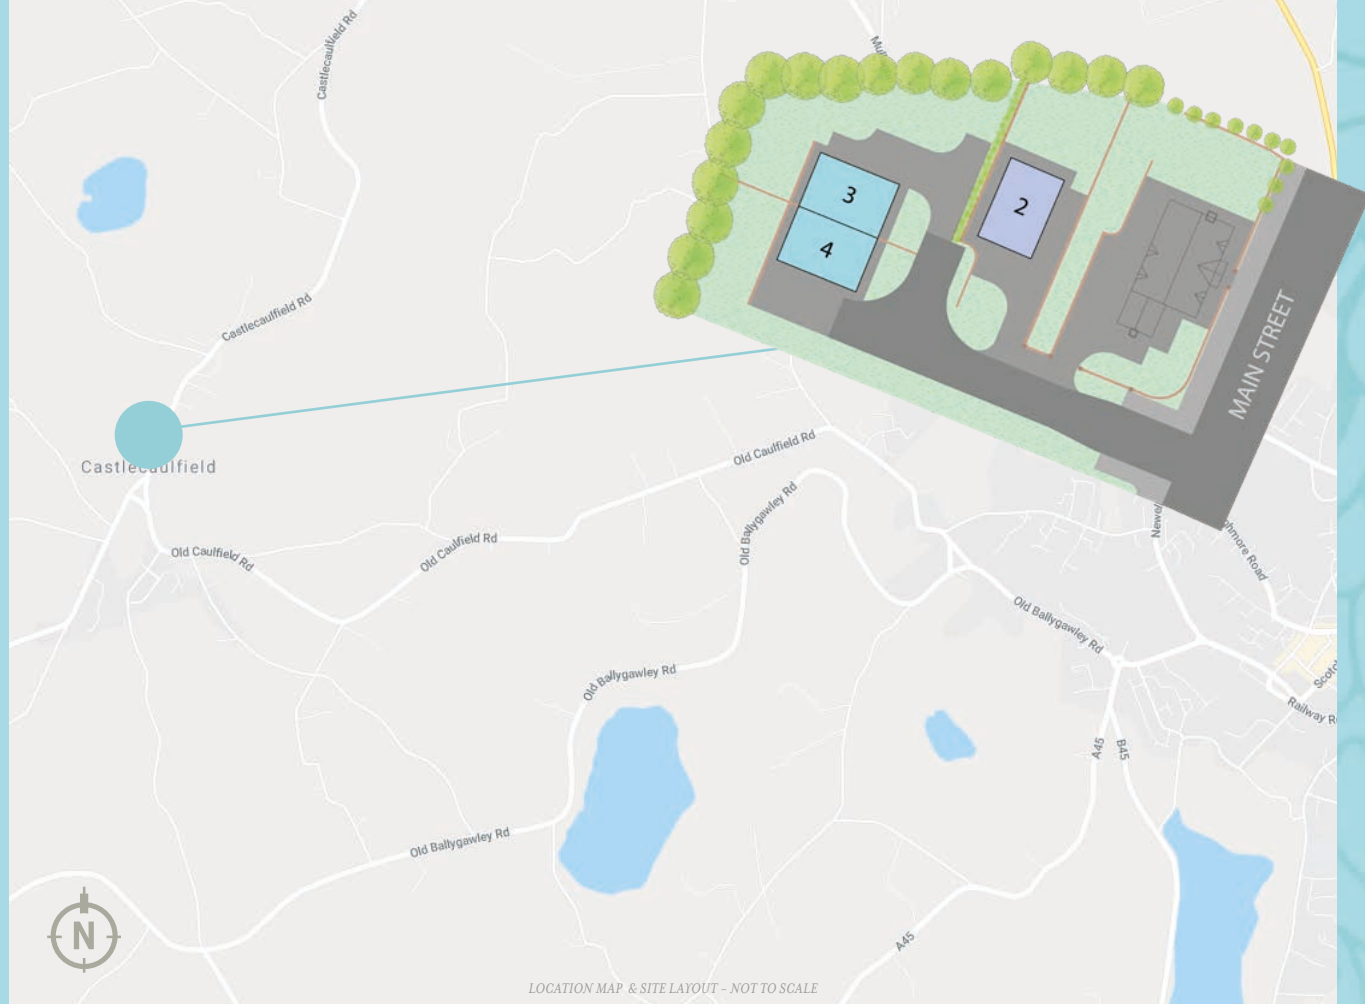 Castlecaulfield Rd
3
2
4
MAIN STREET
Castlecaulfield Rd
Castlecaulfield
Old Caulfield Rd
Old Caulfield Rd
Old Caulfield Rd
Old Ballygawley Rd
Old Ballygawley Rd
Old Ballygawley Rd
Old Ballygawley Rd
Railway R
A45
B45
A45
N
LOCATION MAP & SITE LAYOUT - NOT TO SCALE